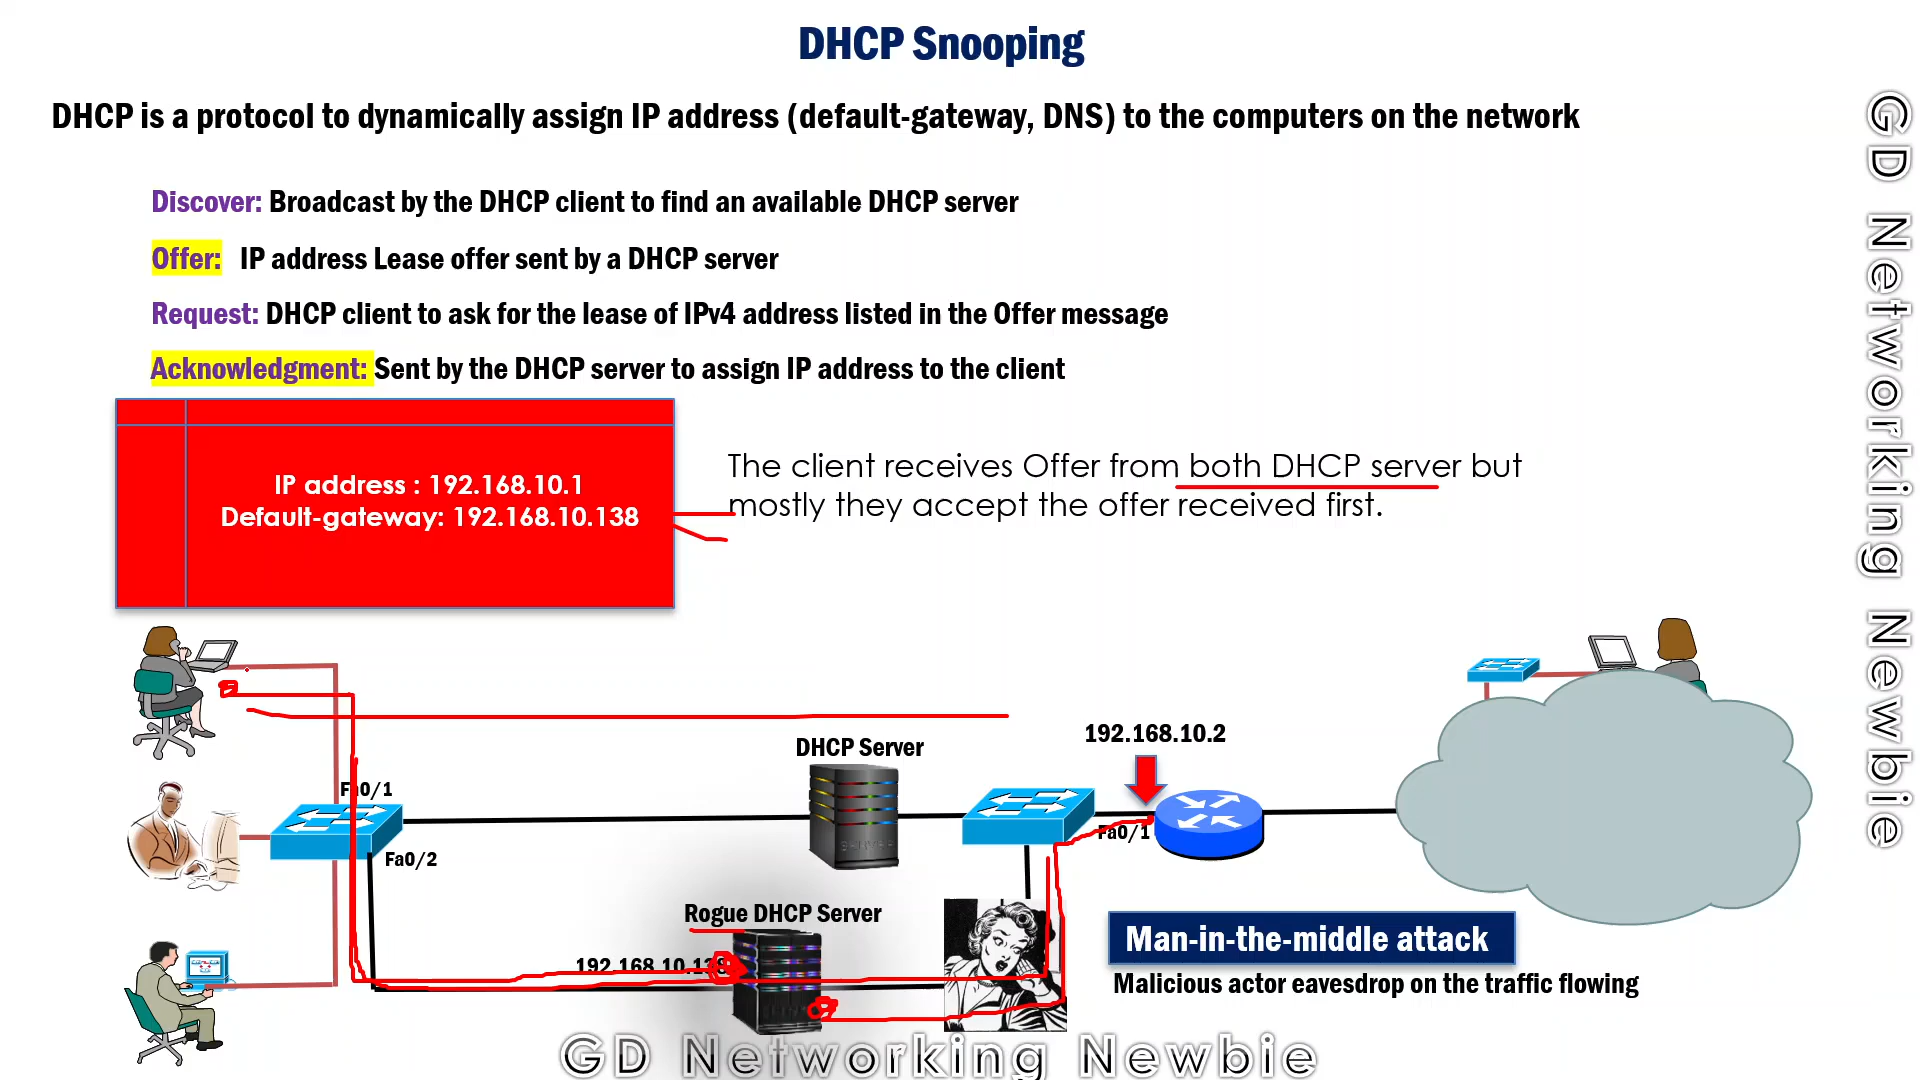 DHCP Snooping
DHCP is a protocol to dynamically assign IP address (default-gateway, DNS) to the computers on the network
Discover: Broadcast by the DHCP client to find an available DHCP server
Offer: IP address Lease offer sent by a DHCP server
Request: DHCP client to ask for the lease of IPv4 address listed in the Offer message
Acknowledgment: Sent by the DHCP server to assign IP address to the client
IP address : 192.168.10.1
Default-gateway: 192.168.10.138
The client receives Offer from both DHCP server but
mostly they accept the offer received first.
192.168.10.2
DHCP Server
Fa0/1
Fa0/1
Fa0/2
Rogue DHCP Server
192.168.10.138
Man-in-the-middle attack
Malicious actor eavesdrop on the traffic flowing
GD Networking Newbie
GD Networking Newbie